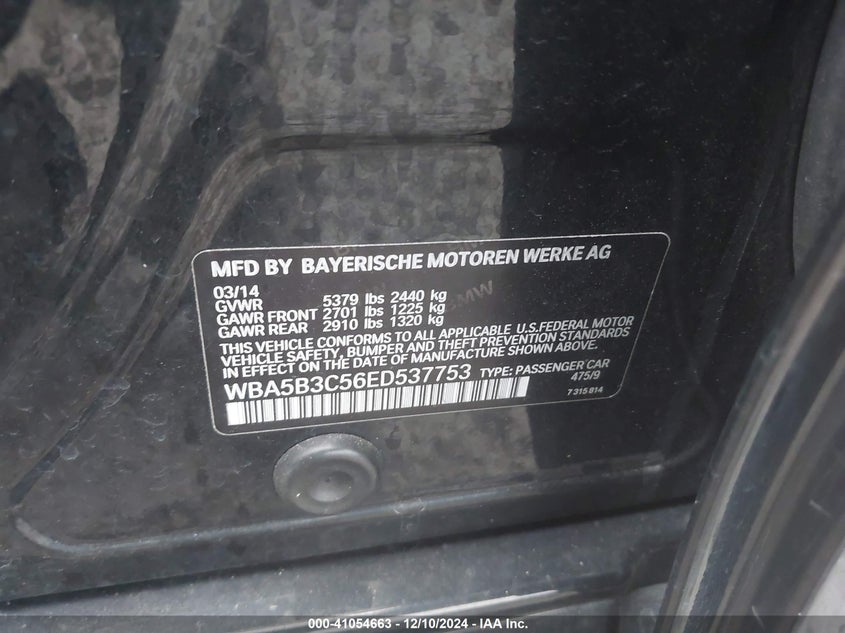 MFD BY BAYERISCHE MOTOREN WERKE AG
03/14
GVWR 5379 lbs 2440 kg
GAWR FRONT 2701 lbs 1225 kg
GAWR REAR 2910 lbs 1320 kg
THIS VEHICLE CONFORMS TO ALL APPLICABLE U.S.FEDERAL MOTOR
VEHICLE SAFETY, BUMPER AND THEFT PREVENTION STANDARDS
IN EFFECT ON THE DATE OF MANUFACTURE SHOWN ABOVE.
WBA5B3C56ED537753 TYPE: PASSENGER CAR
475/9
7 315 814
BMW
000-41054663 - 12/10/2024 - IAA Inc.